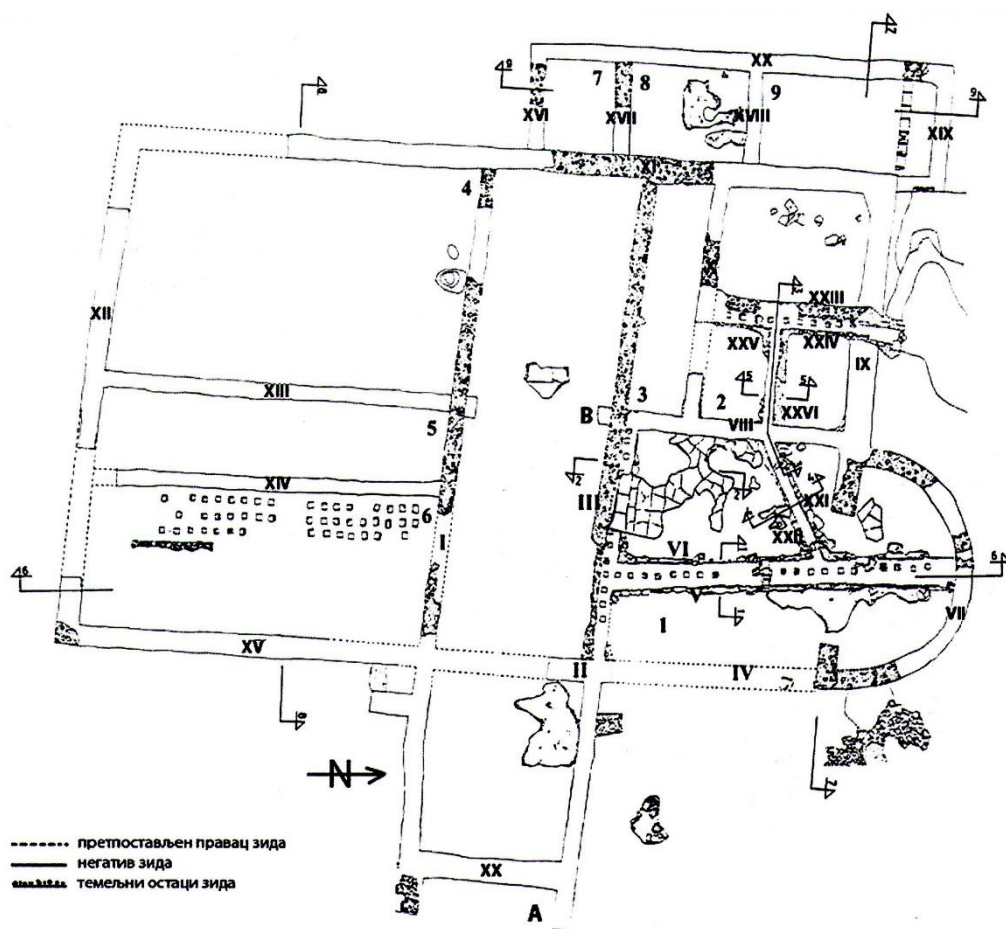 XX
7 8 9
XVI XVII XVIII XIX
XI
4
XII
XXIII
XXV XXIV IX
XIII
B 3 2
5 VIII XXVI
XIV
III
6 XXI
I XXII
VI
V
1 VII
XV II IV
N
XX
A
претпостављен правац зида
негатив зида
темељни остаци зида